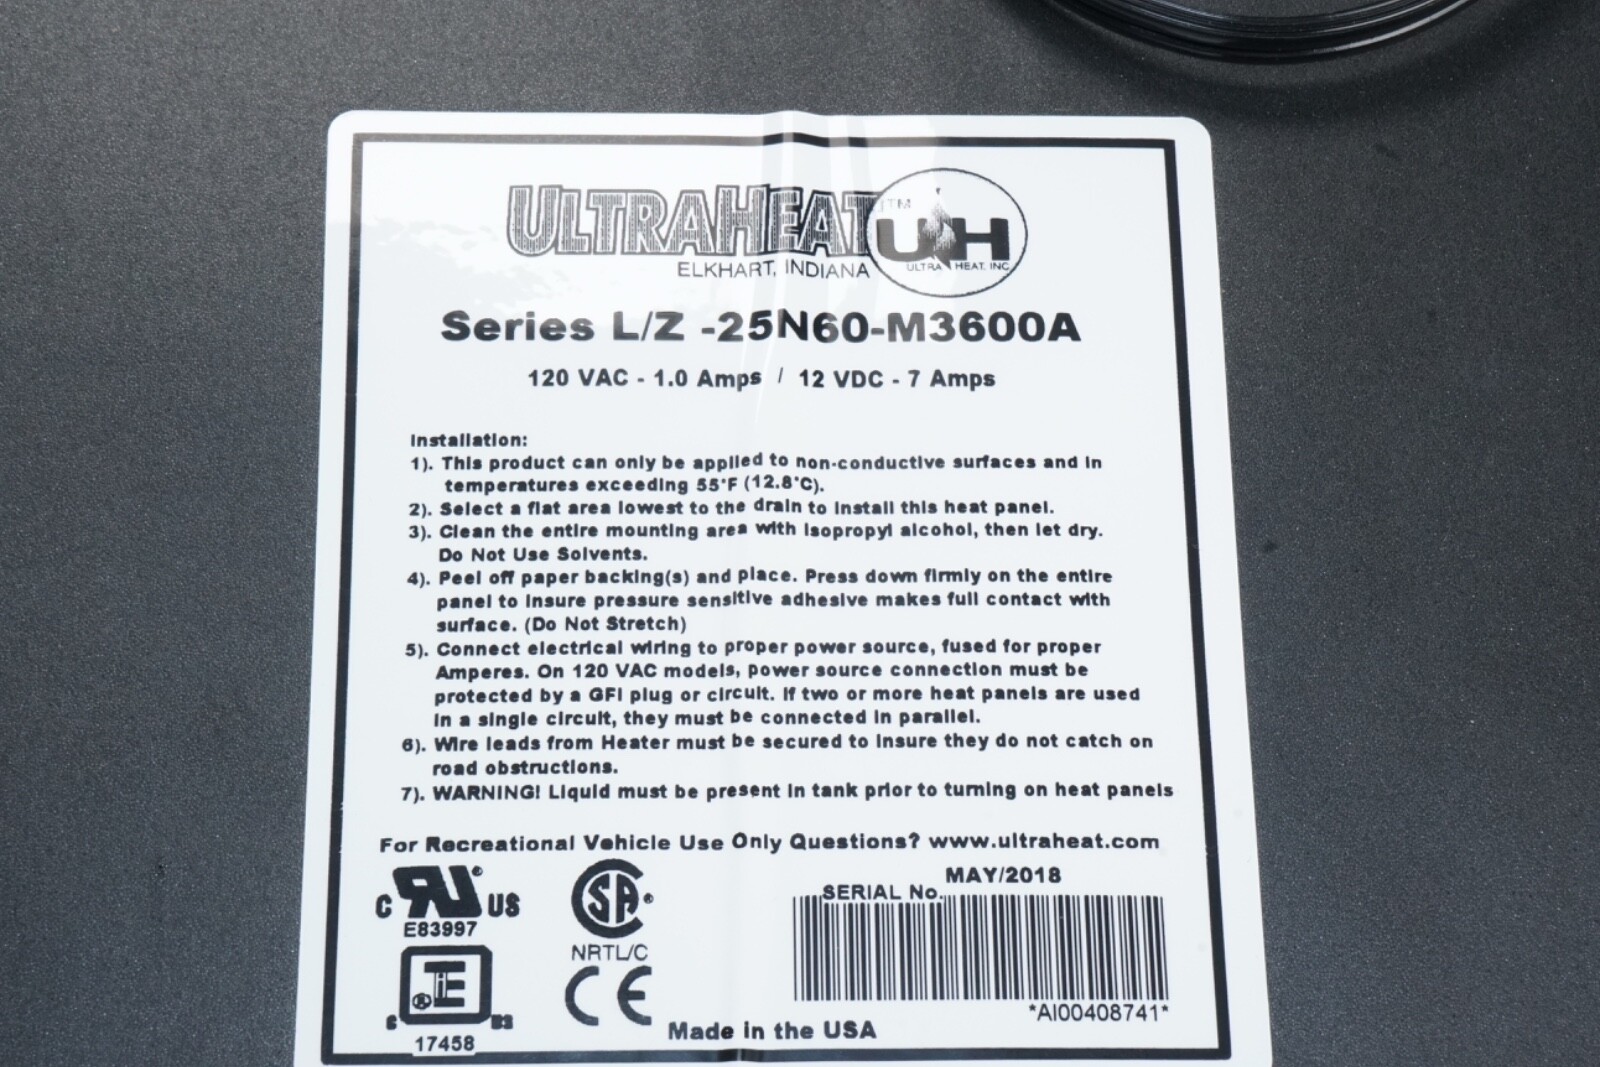 ULTRAHEAT ™
UH
ELKHART, INDIANA
ULTRA HEAT, INC.
Series L/Z -25N60-M3600A
120 VAC - 1.0 Amps / 12 VDC - 7 Amps
Installation:
1). This product can only be applied to non-conductive surfaces and in
temperatures exceeding 55°F (12.8°C).
2). Select a flat area lowest to the drain to install this heat panel.
3). Clean the entire mounting area with isopropyl alcohol, then let dry.
Do Not Use Solvents.
4). Peel off paper backing(s) and place. Press down firmly on the entire
panel to insure pressure sensitive adhesive makes full contact with
surface. (Do Not Stretch)
5). Connect electrical wiring to proper power source, fused for proper
Amperes. On 120 VAC models, power source connection must be
protected by a GFI plug or circuit. If two or more heat panels are used
in a single circuit, they must be connected in parallel.
6). Wire leads from Heater must be secured to insure they do not catch on
road obstructions.
7). WARNING! Liquid must be present in tank prior to turning on heat panels
For Recreational Vehicle Use Only Questions? www.ultraheat.com
MAY/2018
SERIAL No.
C RU® US
E83997
SA®
NRTL/C
CE
® TiE
C US
17458
*AI00408741*
Made in the USA